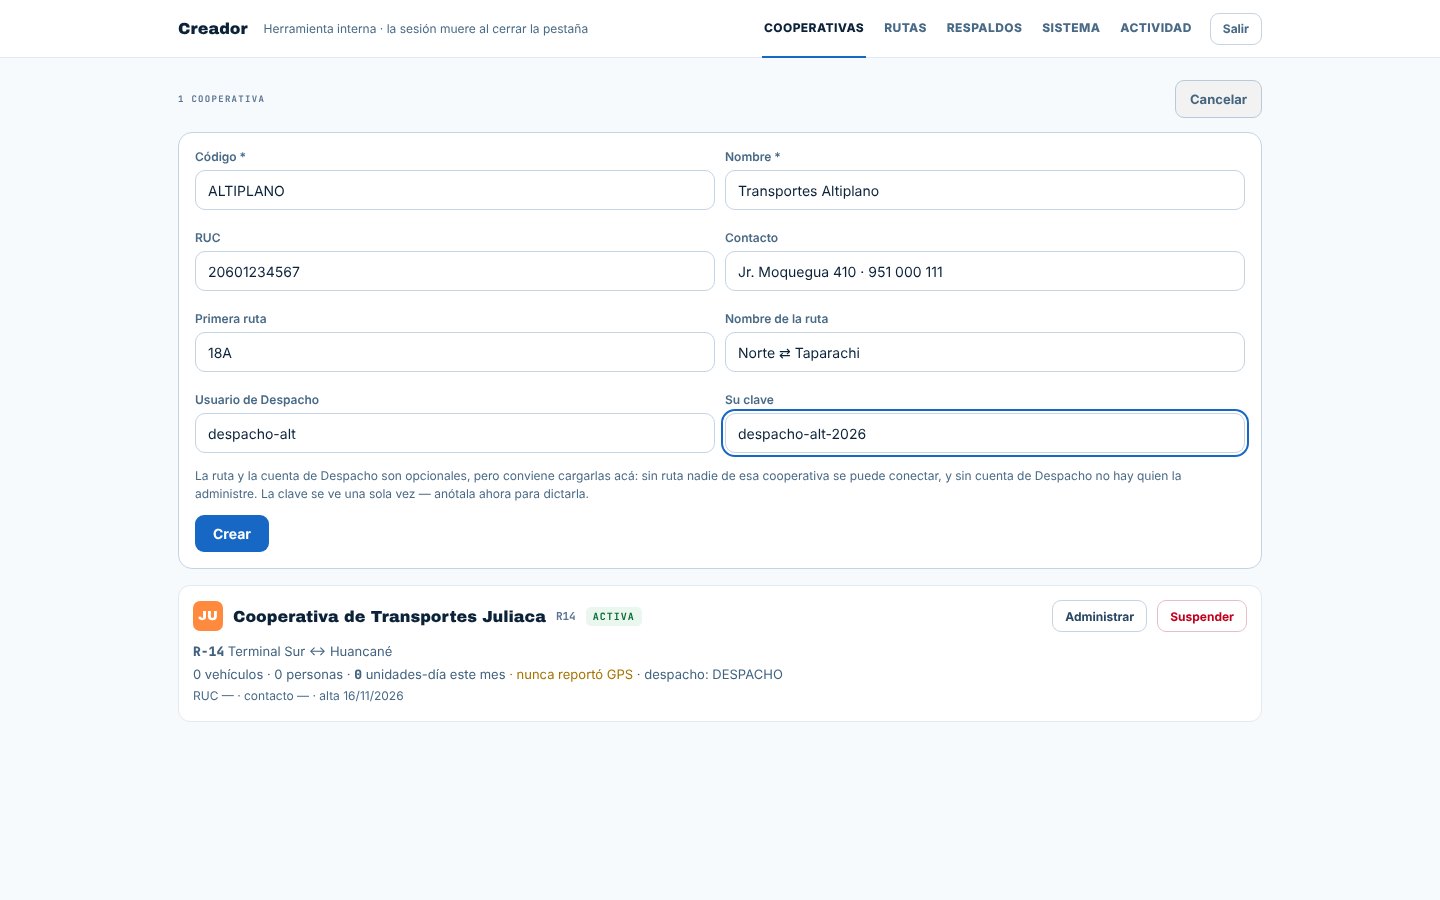 Creador
Herramienta interna · la sesión muere al cerrar la pestaña
COOPERATIVAS
RUTAS
RESPALDOS
SISTEMA
ACTIVIDAD
Salir
1 COOPERATIVA
Cancelar
Código *
Nombre *
ALTIPLANO
Transportes Altiplano
RUC
Contacto
20601234567
Jr. Moquegua 410 · 951 000 111
Primera ruta
Nombre de la ruta
18A
Norte ⇄ Taparachi
Usuario de Despacho
Su clave
despacho-alt
despacho-alt-2026
La ruta y la cuenta de Despacho son opcionales, pero conviene cargarlas acá: sin ruta nadie de esa cooperativa se puede conectar, y sin cuenta de Despacho no hay quien la
administre. La clave se ve una sola vez — anótala ahora para dictarla.
Crear
JU
Cooperativa de Transportes Juliaca
R14
ACTIVA
Administrar
Suspender
R-14 Terminal Sur ↔ Huancané
0 vehículos · 0 personas · 0 unidades-día este mes · nunca reportó GPS · despacho: DESPACHO
RUC — · contacto — · alta 16/11/2026